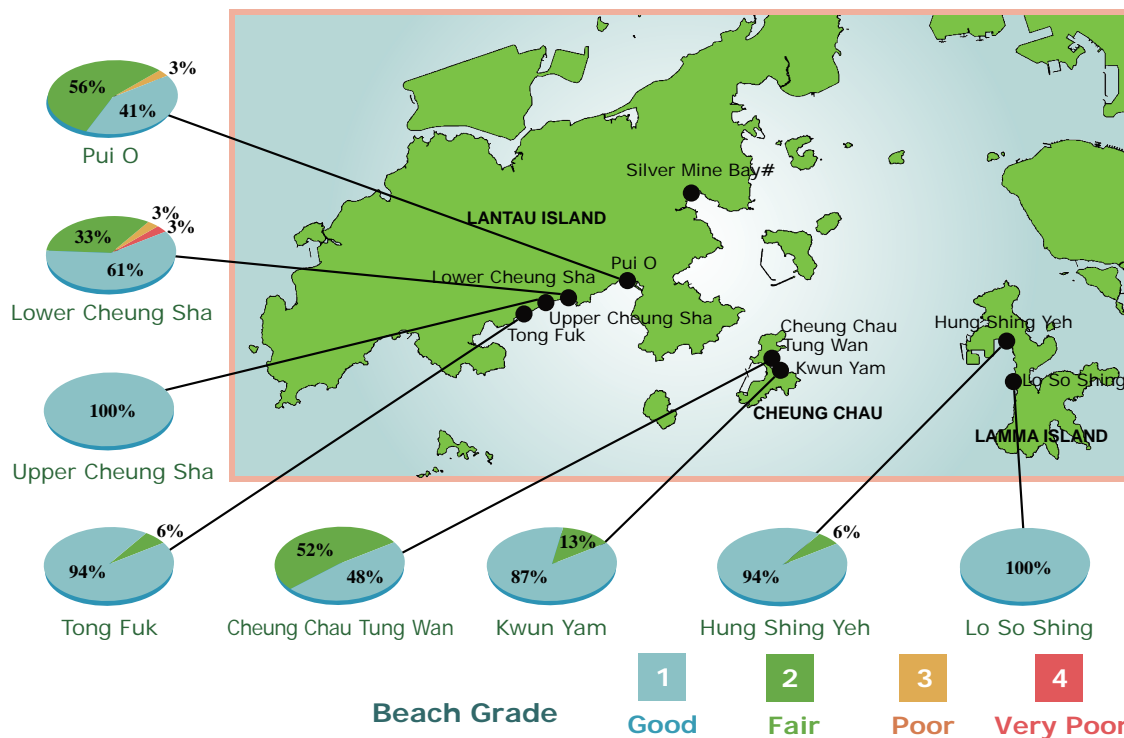 56%
3%
41%
Pui O
33%
3%
3%
61%
Lower Cheung Sha
100%
Upper Cheung Sha
Silver Mine Bay#
LANTAU ISLAND
Pui O
Lower Cheung Sha
Upper Cheung Sha
Tong Fuk
Cheung Chau
Tung Wan
Kwun Yam
CHEUNG CHAU
Hung Shing Yeh
Lo So Shing
LAMMA ISLAND
6%
94%
Tong Fuk
52%
48%
Cheung Chau Tung Wan
13%
87%
Kwun Yam
6%
94%
Hung Shing Yeh
100%
Lo So Shing
Beach Grade
1
Good
2
Fair
3
Poor
4
Very Poor